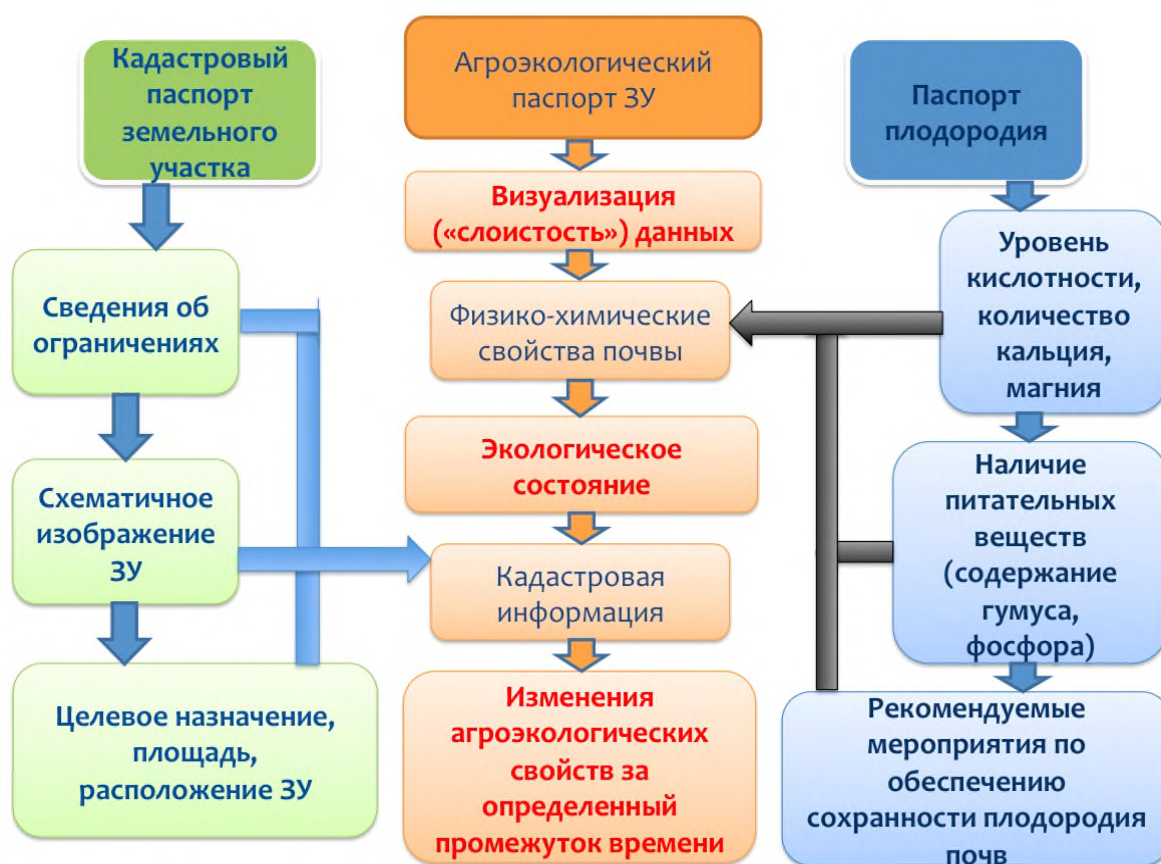 Кадастровый
паспорт
земельного
участка
Сведения об
ограничениях
Схематичное
изображение
ЗУ
Целевое назначение,
площадь,
расположение ЗУ
Агроэкологический
паспорт ЗУ
Визуализация
(«слоистость») данных
Физико-химические
свойства почвы
Экологическое
состояние
Кадастровая
информация
Изменения
агроэкологических
свойств за
определенный
промежуток времени
Паспорт
плодородия
Уровень
кислотности,
количество
кальция,
магния
Наличие
питательных
веществ
(содержание
гумуса,
фосфора)
Рекомендуемые
мероприятия по
обеспечению
сохранности плодородия
почв